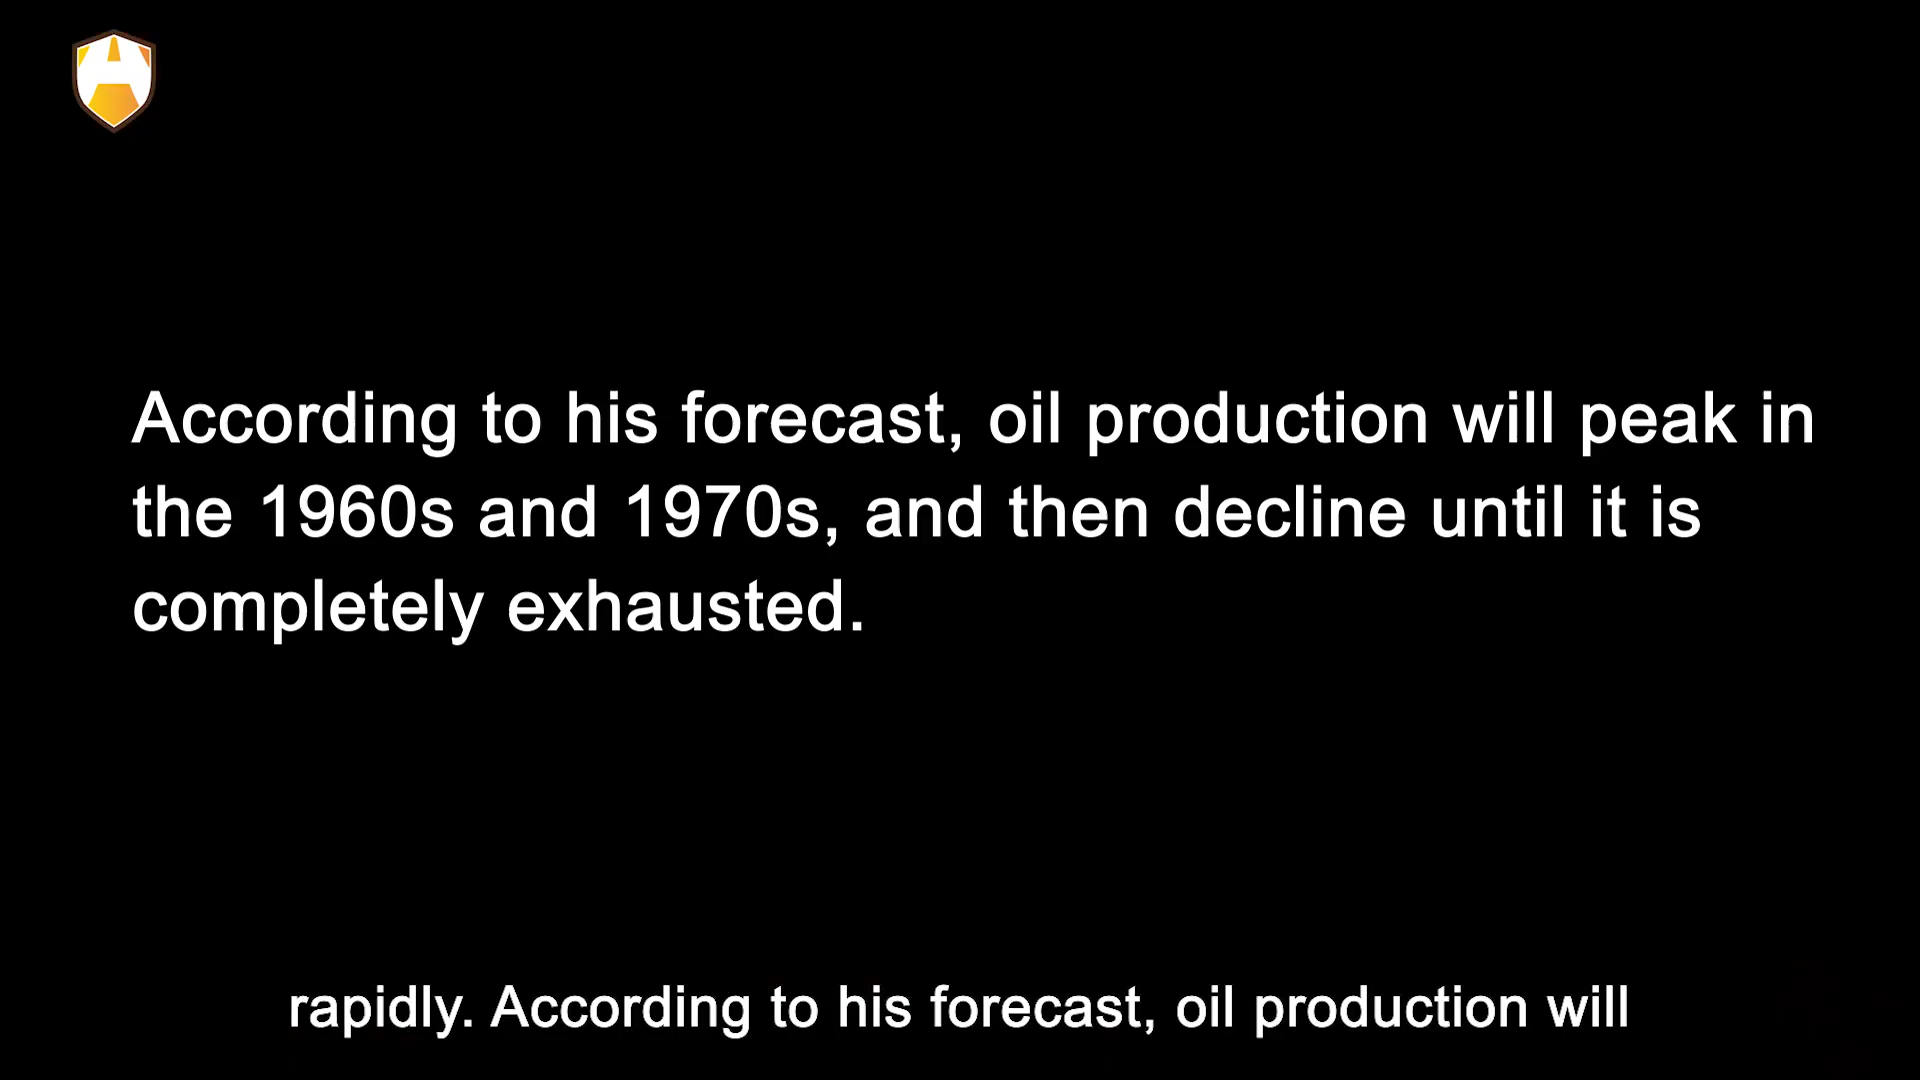 According to his forecast, oil production will peak in
the 1960s and 1970s, and then decline until it is
completely exhausted.
rapidly. According to his forecast, oil production will